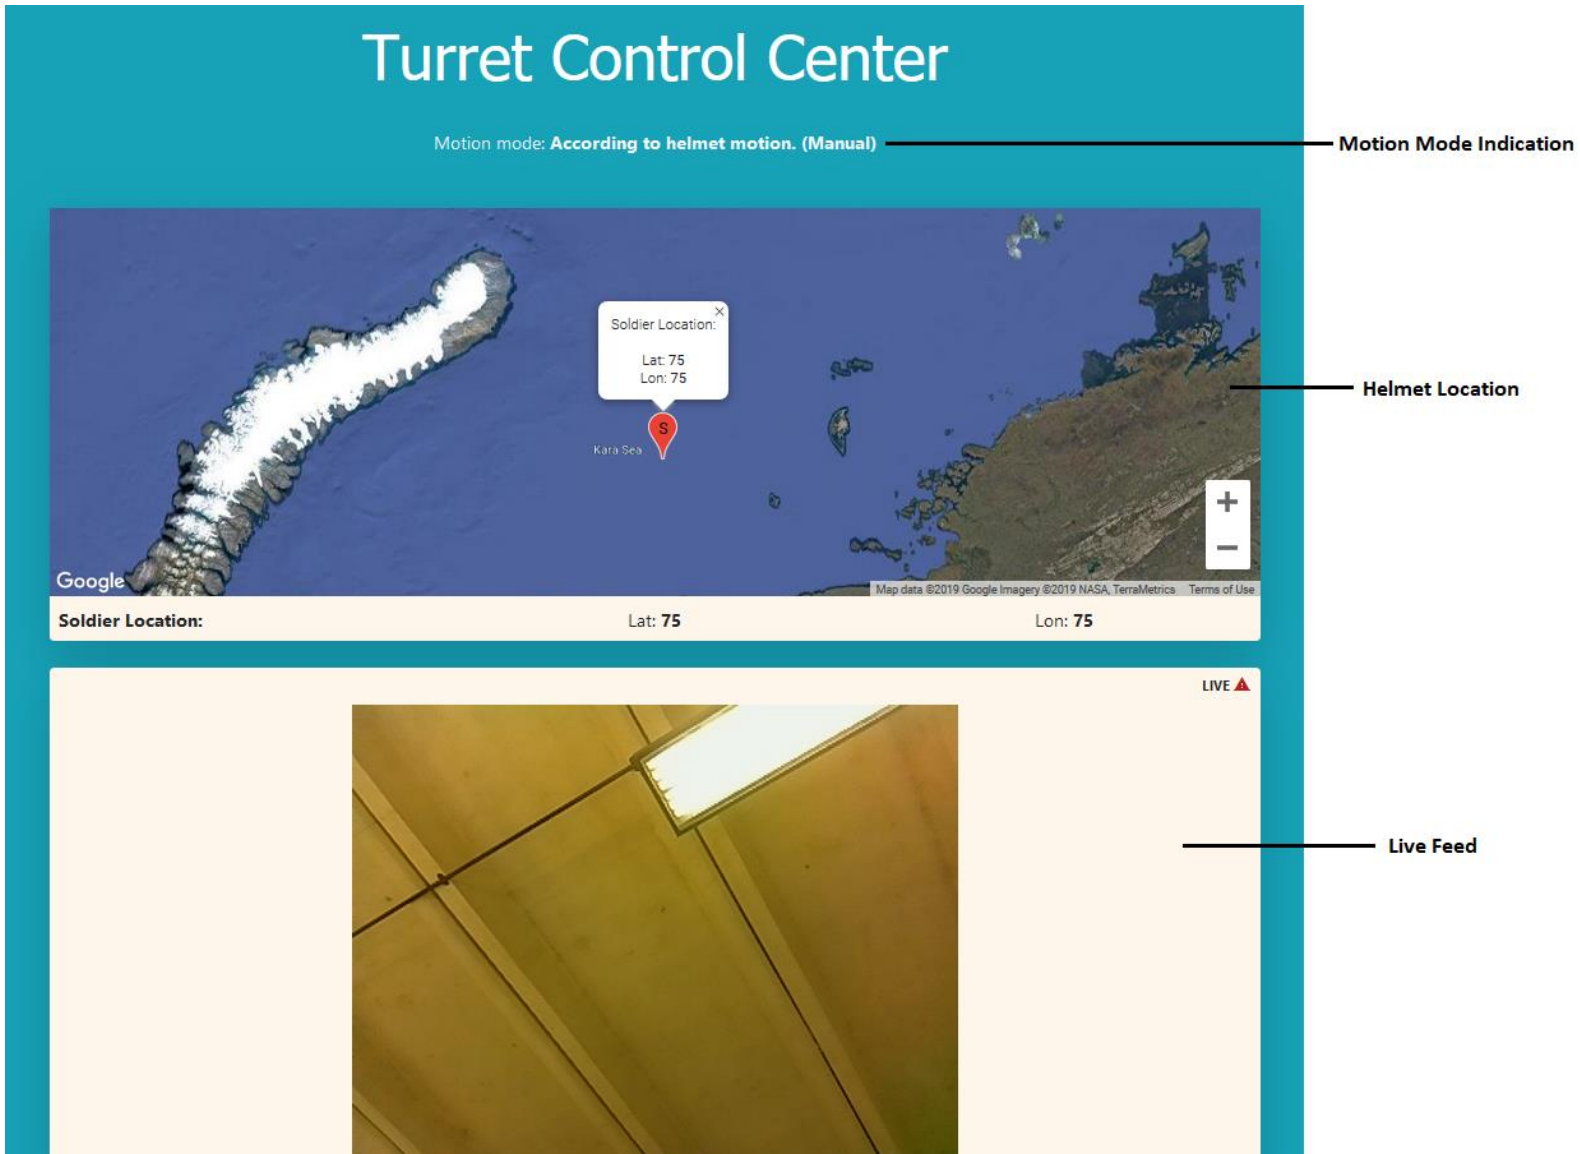 Turret Control Center
Motion mode: According to helmet motion. (Manual)
Motion Mode Indication
×
Soldier Location:
Lat: 75
Lon: 75
S
Kara Sea
Helmet Location
+
−
Google
Map data ©2019 Google Imagery ©2019 NASA, TerraMetrics Terms of Use
Soldier Location: Lat: 75 Lon: 75
LIVE
Live Feed